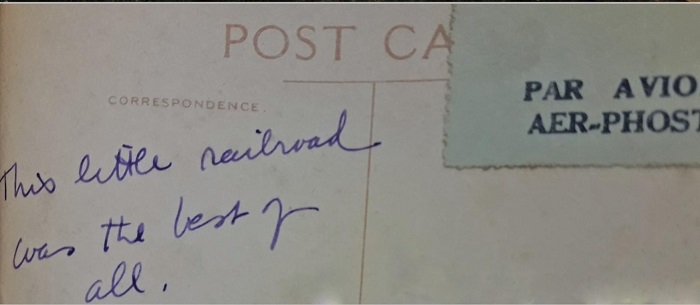 POST CA
PAR AVIO
AER-PHOST
CORRESPONDENCE.
This little railroad
was the best of
all.